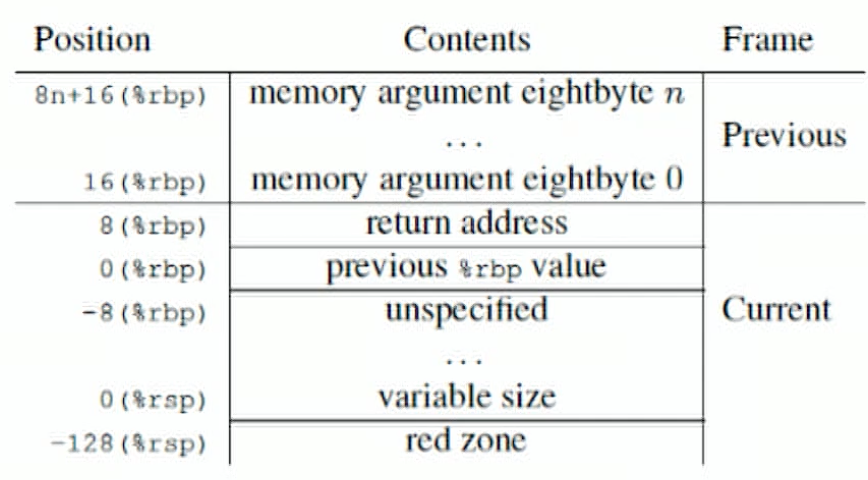 Position Contents Frame
8n+16(%rbp) memory argument eightbyte n
...
Previous
16(%rbp) memory argument eightbyte 0
8(%rbp) return address
0(%rbp) previous %rbp value
-8(%rbp) unspecified Current
...
0(%rsp) variable size
-128(%rsp) red zone